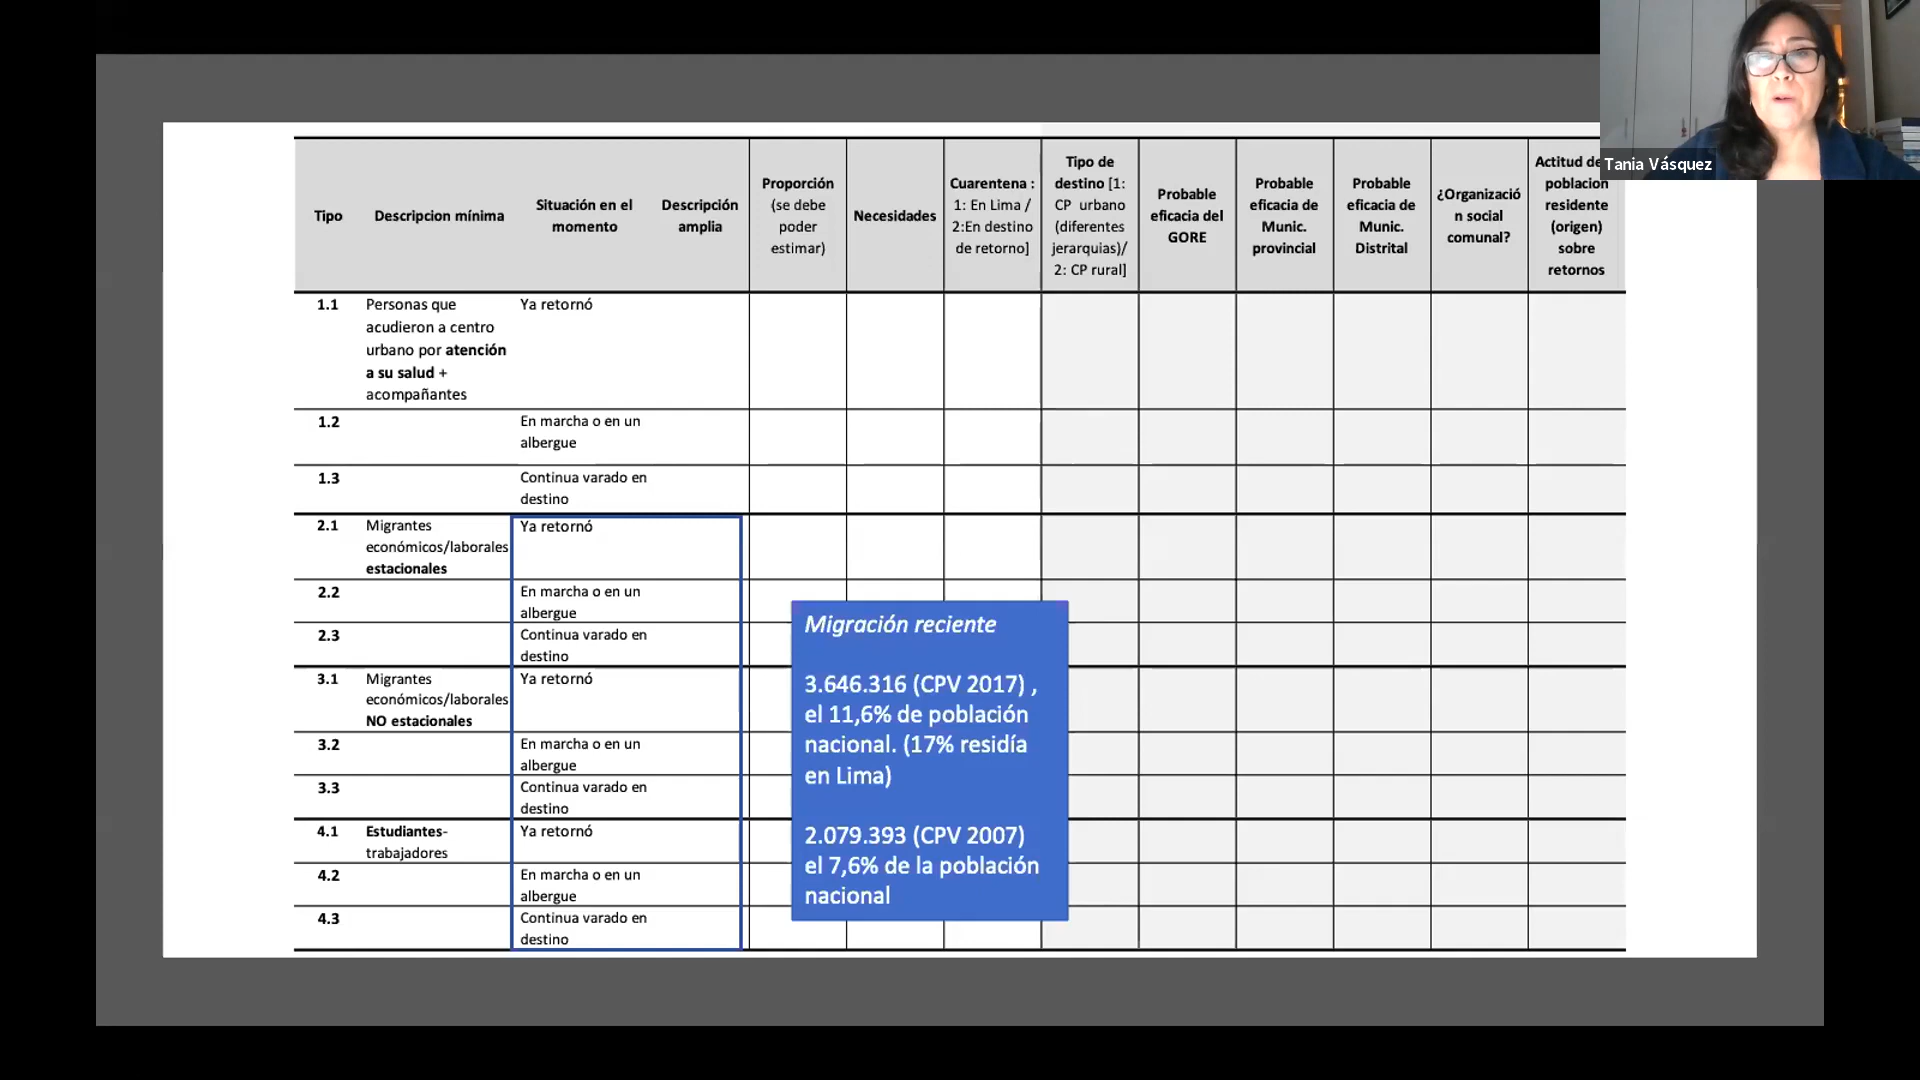 Tania Vásquez
Tipo
Descripcion mínima
Situación en el
momento
Descripción
amplia
Proporción
(se debe
poder
estimar)
Necesidades
Cuarentena :
1: En Lima /
2:En destino
de retorno]
Tipo de
destino [1:
CP urbano
(diferentes
jerarquias)/
2: CP rural]
Probable
eficacia del
GORE
Probable
eficacia de
Munic.
provincial
Probable
eficacia de
Munic.
Distrital
¿Organizació
n social
comunal?
Actitud de
poblacion
residente
(origen)
sobre
retornos
1.1
Personas que
acudieron a centro
urbano por atención
a su salud +
acompañantes
Ya retornó
1.2
En marcha o en un
albergue
1.3
Continua varado en
destino
2.1
Migrantes
económicos/laborales
estacionales
Ya retornó
2.2
En marcha o en un
albergue
2.3
Continua varado en
destino
3.1
Migrantes
económicos/laborales
NO estacionales
Ya retornó
3.2
En marcha o en un
albergue
3.3
Continua varado en
destino
4.1
Estudiantes-
trabajadores
Ya retornó
4.2
En marcha o en un
albergue
4.3
Continua varado en
destino
Migración reciente
3.646.316 (CPV 2017) ,
el 11,6% de población
nacional. (17% residía
en Lima)
2.079.393 (CPV 2007)
el 7,6% de la población
nacional